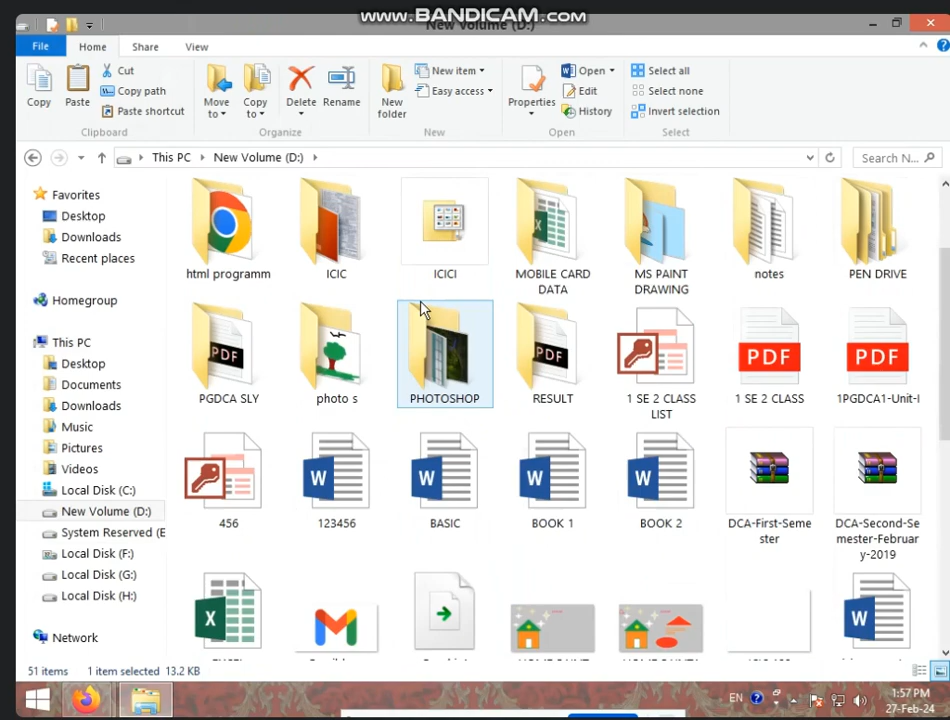 www.BANDICAM.com
New Volume (D:)
File Home Share View
Copy
Paste
Cut
Copy path
Paste shortcut
Clipboard
Move to
Copy to
Delete
Rename
Organize
New folder
New item
Easy access
New
Properties
Open
Edit
History
Open
Select all
Select none
Invert selection
Select
This PC New Volume (D:)
Search N...
Favorites
Desktop
Downloads
Recent places
Homegroup
This PC
Desktop
Documents
Downloads
Music
Pictures
Videos
Local Disk (C:)
New Volume (D:)
System Reserved (E
Local Disk (F:)
Local Disk (G:)
Local Disk (H:)
Network
html programm
ICIC
ICICI
MOBILE CARD
DATA
MS PAINT
DRAWING
notes
PEN DRIVE
PDF
PGDCA SLY
photo s
PHOTOSHOP
PDF
RESULT
1 SE 2 CLASS
LIST
PDF
1 SE 2 CLASS
PDF
1PGDCA1-Unit-I
456
123456
BASIC
BOOK 1
BOOK 2
DCA-First-Seme
ster
DCA-Second-Se
mester-Februar
y-2019
51 items 1 item selected 13.2 KB
EN
1:57 PM
27-Feb-24